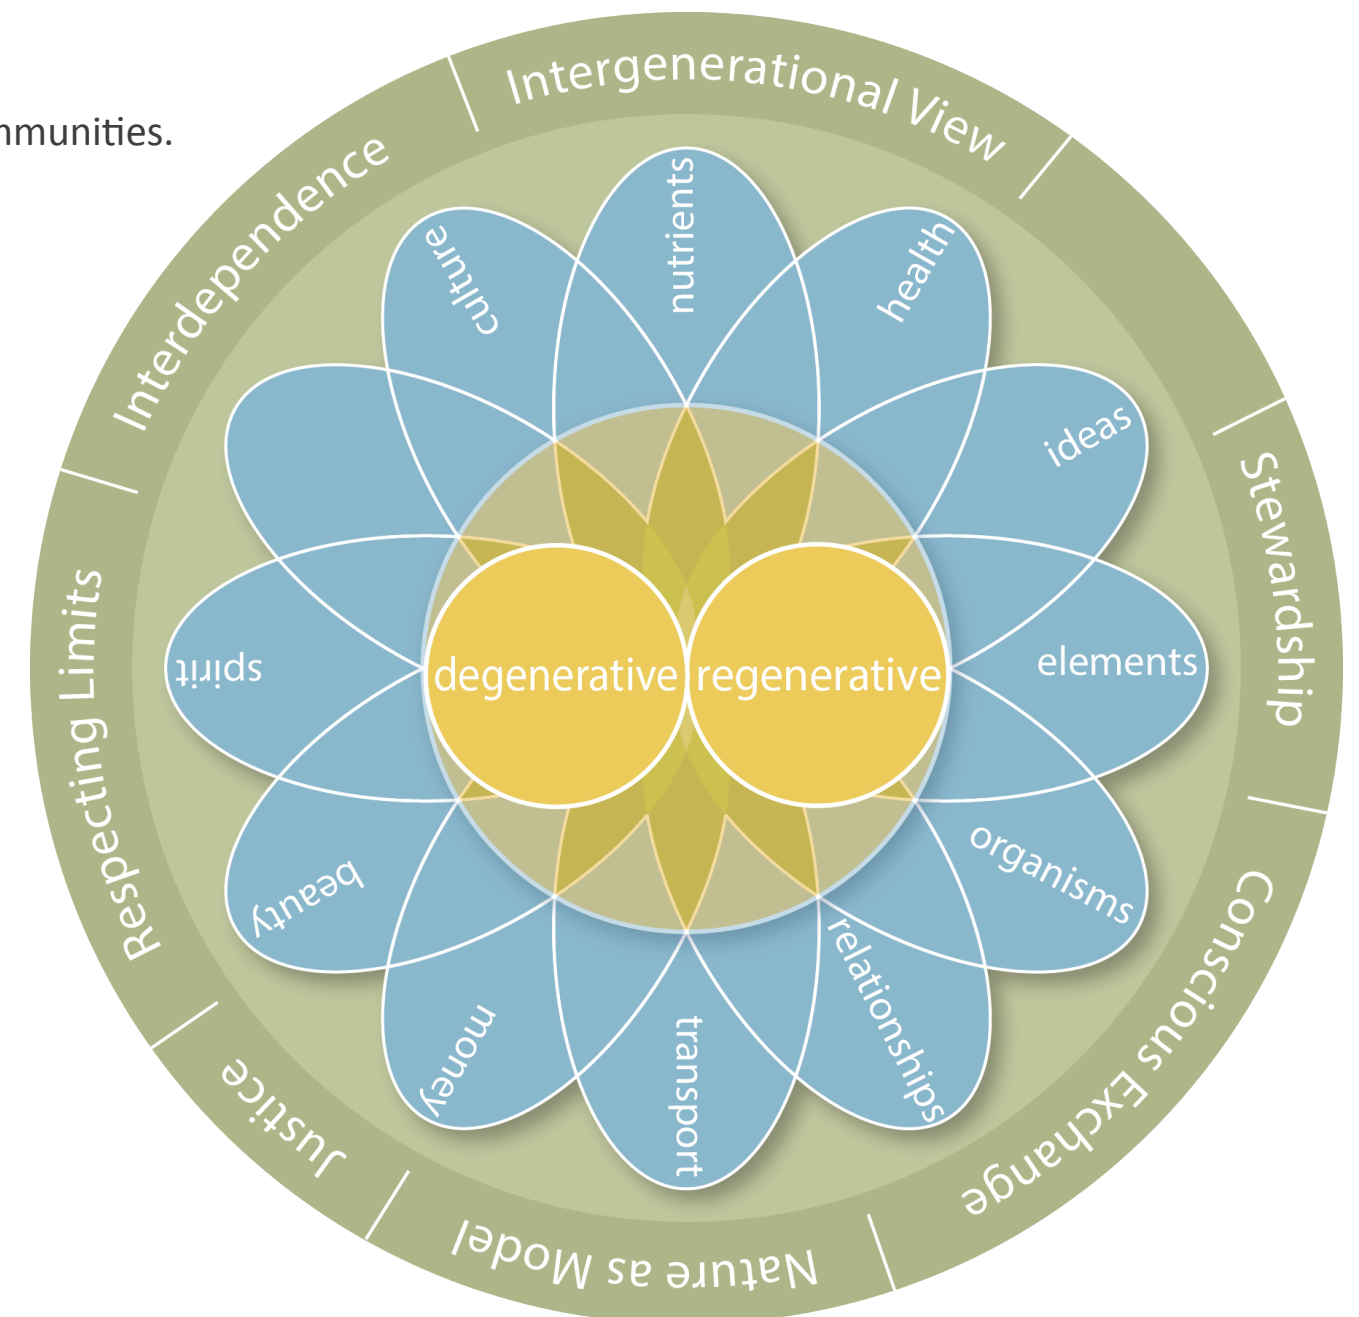 mmunities.
Intergenerational View
Stewardship
Conscious Exchange
Nature as Model
Justice
Respecting Limits
Interdependence
nutrients
health
ideas
elements
organisms
relationships
transport
money
beauty
spirit
culture
degenerative
regenerative